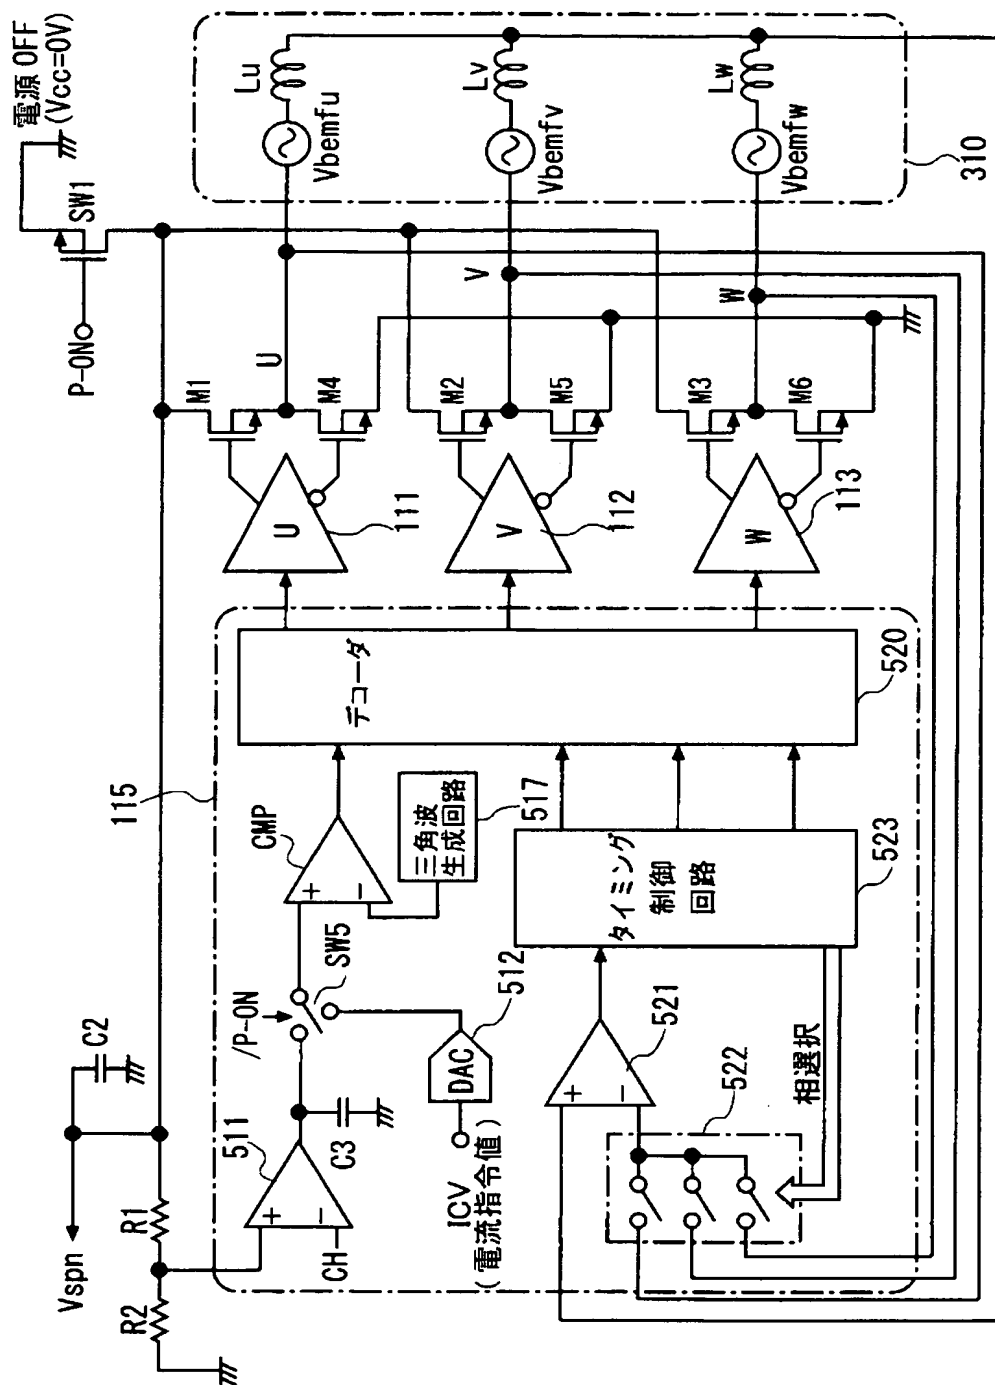 電源 OFF
(Vcc=0V)
SW1
P-ON
Vspn
C2
R1
R2
115
511
CH
C3
/P-ON
SW5
CMP
三角波
生成回路
517
DAC
512
ICV
(電流指令値)
デコーダ
520
タイミング
制御
回路
523
521
522
相選択
U
111
V
112
W
113
M1
M4
M2
M5
M3
M6
U
V
W
Lu
Vbemfu
Lv
Vbemfv
Lw
Vbemfw
310
+
−
+
−
+
−